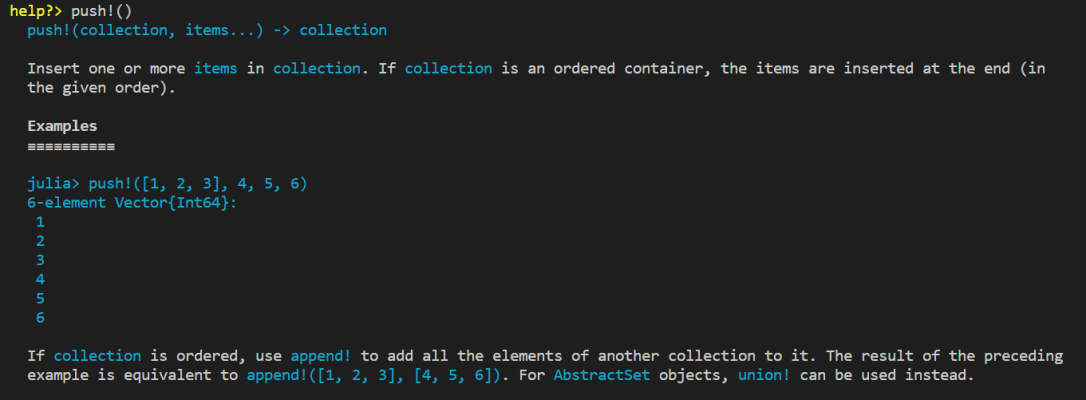 help?> push!()
push!(collection, items...) -> collection
Insert one or more items in collection. If collection is an ordered container, the items are inserted at the end (in
the given order).
Examples
≡≡≡≡≡≡≡≡≡≡
julia> push!([1, 2, 3], 4, 5, 6)
6-element Vector{Int64}:
1
2
3
4
5
6
If collection is ordered, use append! to add all the elements of another collection to it. The result of the preceding
example is equivalent to append!([1, 2, 3], [4, 5, 6]). For AbstractSet objects, union! can be used instead.